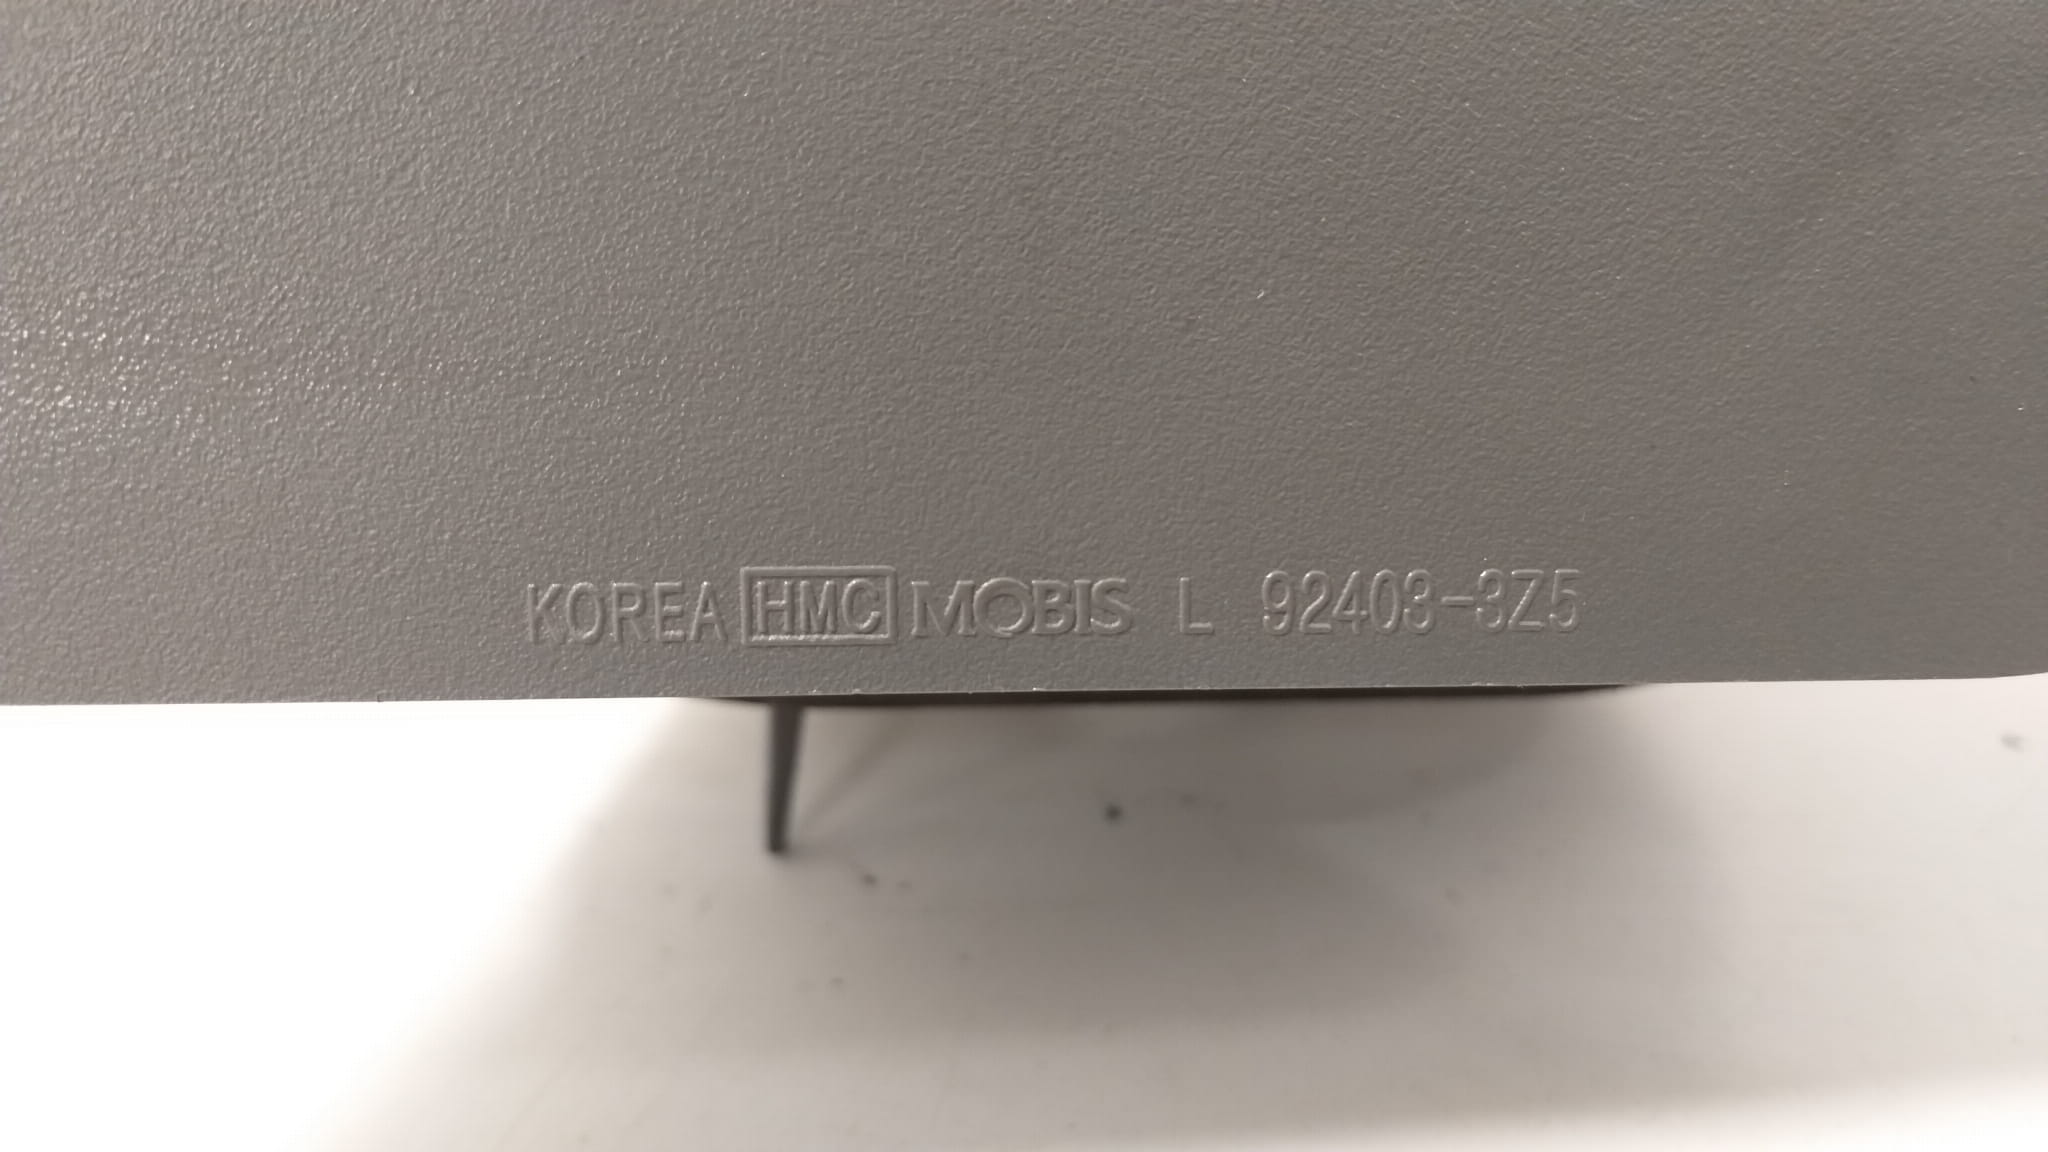 KOREA HMC MOBIS L 92403-3Z5